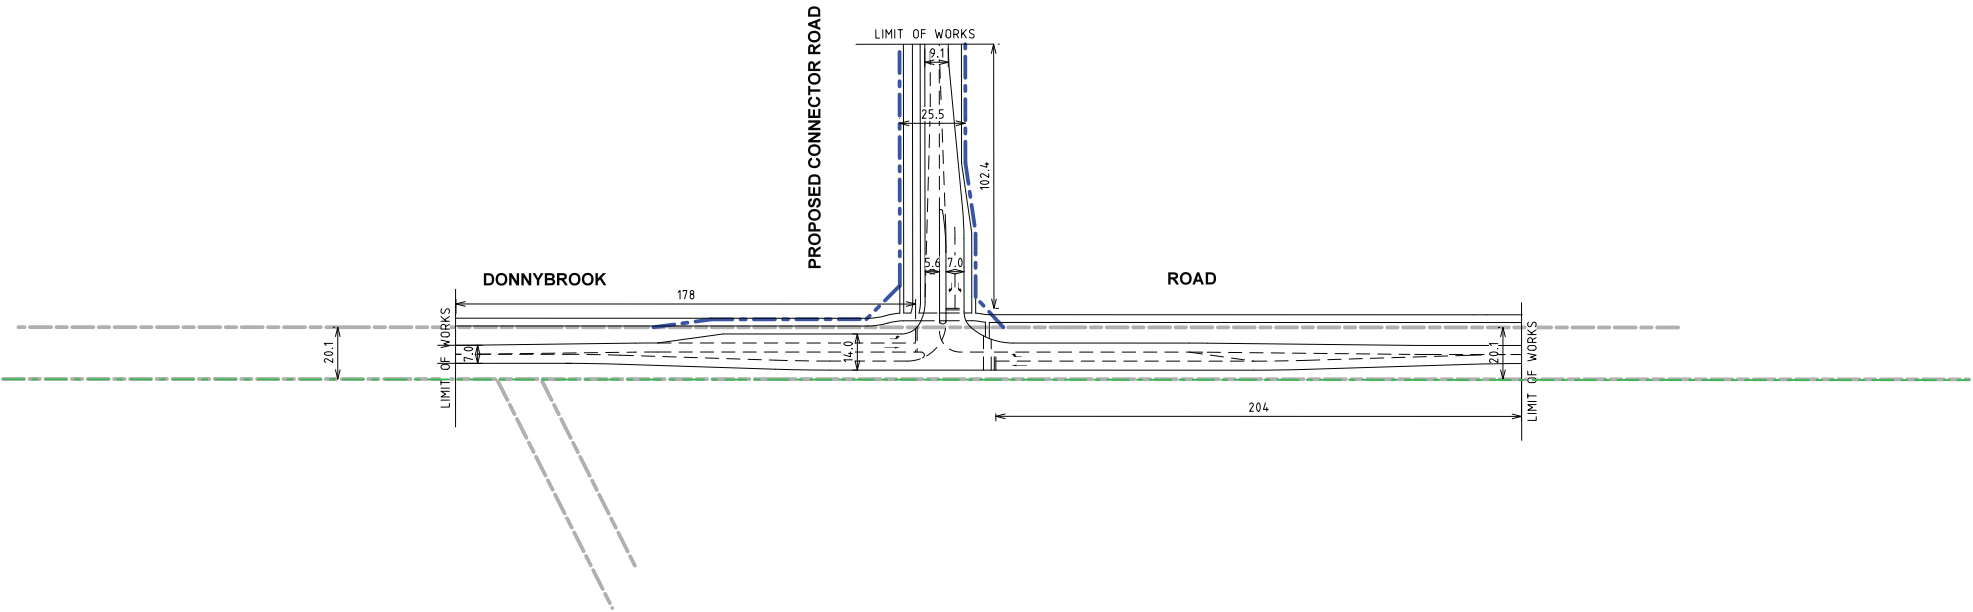 PROPOSED CONNECTOR ROAD
LIMIT OF WORKS
9.1
25.5
102.4
5.6
7.0
DONNYBROOK
ROAD
178
LIMIT OF WORKS
20.1
7.0
14.0
20.1
LIMIT OF WORKS
204